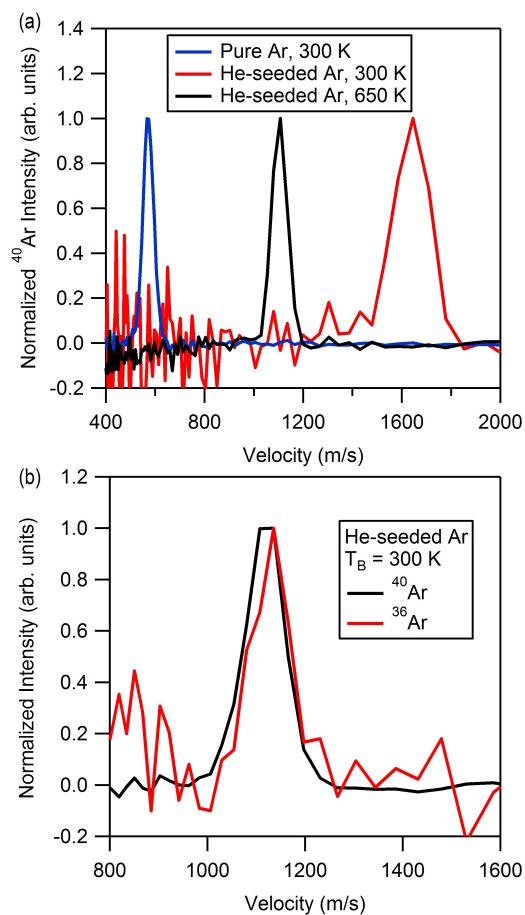 (a)
1.4
1.2
1.0
0.8
0.6
0.4
0.2
0.0
-0.2
Normalized ⁴⁰Ar Intensity (arb. units)
Pure Ar, 300 K
He-seeded Ar, 300 K
He-seeded Ar, 650 K
400
800
1200
1600
2000
Velocity (m/s)
(b)
1.2
1.0
0.8
0.6
0.4
0.2
0.0
-0.2
Normalized Intensity (arb. units)
He-seeded Ar
T_B = 300 K
⁴⁰Ar
³⁶Ar
800
1000
1200
1400
1600
Velocity (m/s)